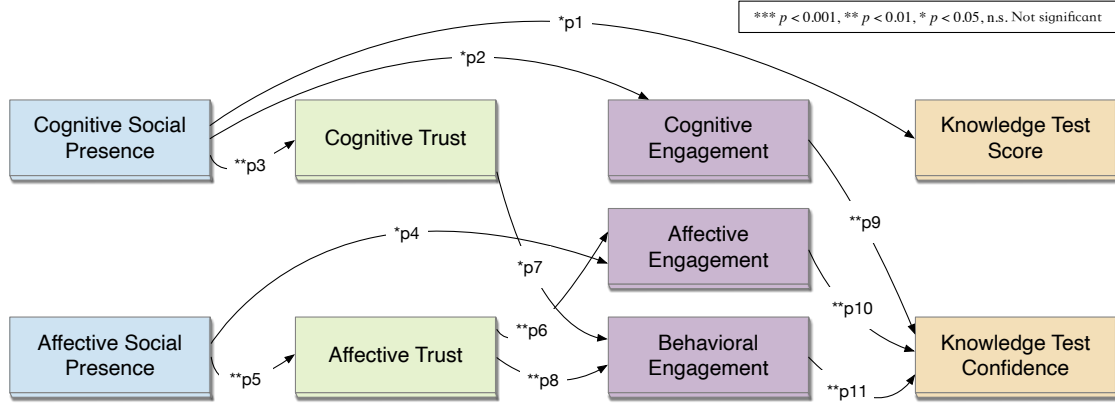 *** p < 0.001, ** p < 0.01, * p < 0.05, n.s. Not significant
*p1
*p2
Cognitive Social
Presence
**p3
Cognitive Trust
Cognitive
Engagement
Knowledge Test
Score
**p9
*p4
Affective
Engagement
*p7
**p10
Affective Social
Presence
**p5
Affective Trust
**p6
**p8
Behavioral
Engagement
**p11
Knowledge Test
Confidence